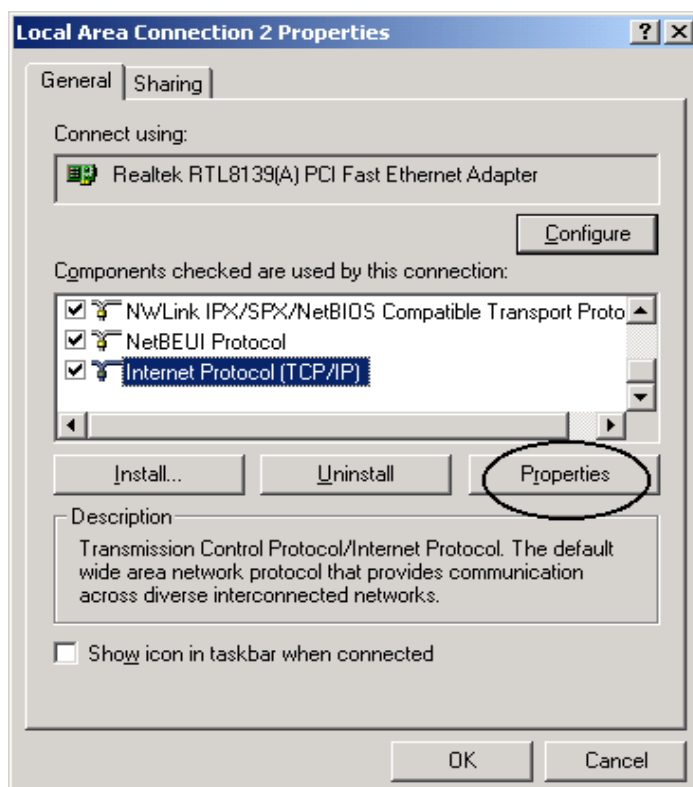 Local Area Connection 2 Properties
General
Sharing
Connect using:
Realtek RTL8139(A) PCI Fast Ethernet Adapter
Configure
Components checked are used by this connection:
NWLink IPX/SPX/NetBIOS Compatible Transport Proto
NetBEUI Protocol
Internet Protocol (TCP/IP)
Install...
Uninstall
Properties
Description
Transmission Control Protocol/Internet Protocol. The default
wide area network protocol that provides communication
across diverse interconnected networks.
Show icon in taskbar when connected
OK
Cancel